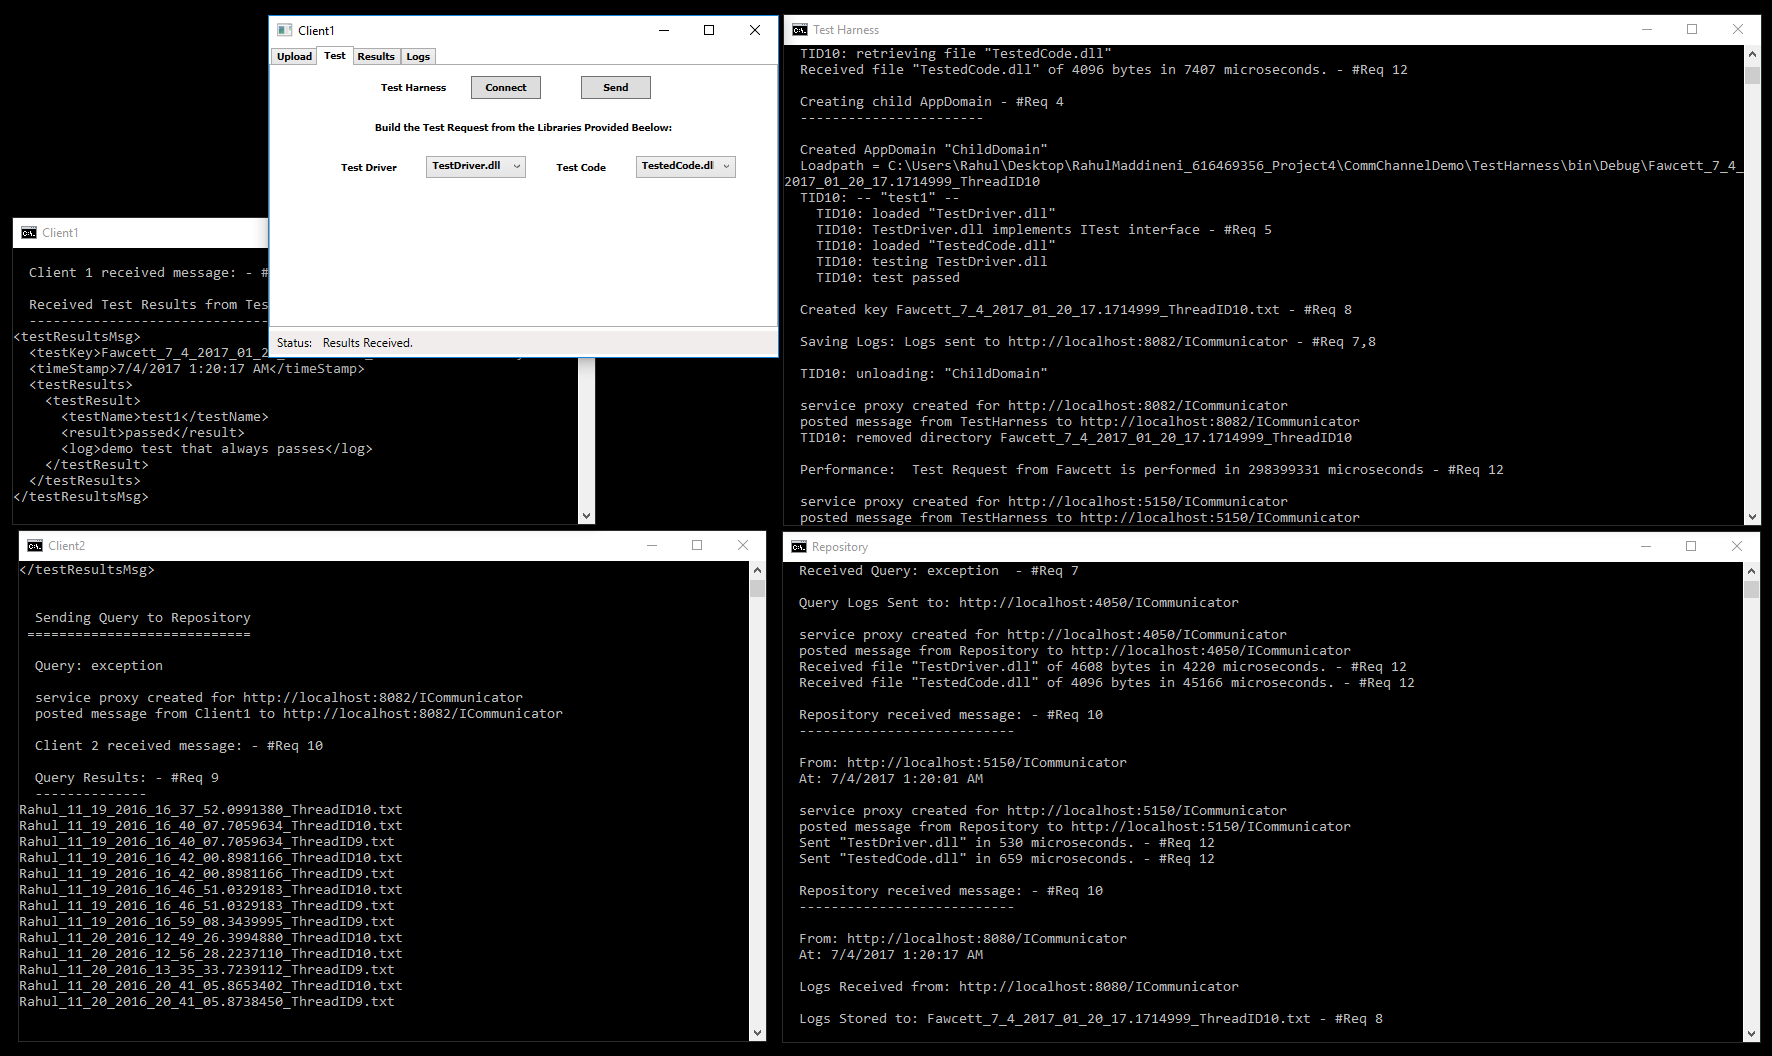 Client1
Upload Test Results Logs
Test Harness Connect Send
Build the Test Request from the Libraries Provided Beelow:
Test Driver TestDriver.dll Test Code TestedCode.dl
Status: Results Received.
Client1
Client 1 received message: - #
Received Test Results from Tes
------------------------------
<testResultsMsg>
<testKey>Fawcett_7_4_2017_01_2
<timeStamp>7/4/2017 1:20:17 AM</timeStamp>
<testResults>
<testResult>
<testName>test1</testName>
<result>passed</result>
<log>demo test that always passes</log>
</testResult>
</testResults>
</testResultsMsg>
Test Harness
TID10: retrieving file "TestedCode.dll"
Received file "TestedCode.dll" of 4096 bytes in 7407 microseconds. - #Req 12
Creating child AppDomain - #Req 4
-----------------------
Created AppDomain "ChildDomain"
Loadpath = C:\Users\Rahul\Desktop\RahulMaddineni_616469356_Project4\CommChannelDemo\TestHarness\bin\Debug\Fawcett_7_4_
2017_01_20_17.1714999_ThreadID10
TID10: -- "test1" --
TID10: loaded "TestDriver.dll"
TID10: TestDriver.dll implements ITest interface - #Req 5
TID10: loaded "TestedCode.dll"
TID10: testing TestDriver.dll
TID10: test passed
Created key Fawcett_7_4_2017_01_20_17.1714999_ThreadID10.txt - #Req 8
Saving Logs: Logs sent to http://localhost:8082/ICommunicator - #Req 7,8
TID10: unloading: "ChildDomain"
service proxy created for http://localhost:8082/ICommunicator
posted message from TestHarness to http://localhost:8082/ICommunicator
TID10: removed directory Fawcett_7_4_2017_01_20_17.1714999_ThreadID10
Performance:  Test Request from Fawcett is performed in 298399331 microseconds - #Req 12
service proxy created for http://localhost:5150/ICommunicator
posted message from TestHarness to http://localhost:5150/ICommunicator
Client2
</testResultsMsg>
Sending Query to Repository
============================
Query: exception
service proxy created for http://localhost:8082/ICommunicator
posted message from Client1 to http://localhost:8082/ICommunicator
Client 2 received message: - #Req 10
Query Results: - #Req 9
--------------
Rahul_11_19_2016_16_37_52.0991380_ThreadID10.txt
Rahul_11_19_2016_16_40_07.7059634_ThreadID10.txt
Rahul_11_19_2016_16_40_07.7059634_ThreadID9.txt
Rahul_11_19_2016_16_42_00.8981166_ThreadID10.txt
Rahul_11_19_2016_16_42_00.8981166_ThreadID9.txt
Rahul_11_19_2016_16_46_51.0329183_ThreadID10.txt
Rahul_11_19_2016_16_46_51.0329183_ThreadID9.txt
Rahul_11_19_2016_16_59_08.3439995_ThreadID9.txt
Rahul_11_20_2016_12_49_26.3994880_ThreadID10.txt
Rahul_11_20_2016_12_56_28.2237110_ThreadID10.txt
Rahul_11_20_2016_13_35_33.7239112_ThreadID9.txt
Rahul_11_20_2016_20_41_05.8653402_ThreadID10.txt
Rahul_11_20_2016_20_41_05.8738450_ThreadID9.txt
Repository
Received Query: exception  - #Req 7
Query Logs Sent to: http://localhost:4050/ICommunicator
service proxy created for http://localhost:4050/ICommunicator
posted message from Repository to http://localhost:4050/ICommunicator
Received file "TestDriver.dll" of 4608 bytes in 4220 microseconds. - #Req 12
Received file "TestedCode.dll" of 4096 bytes in 45166 microseconds. - #Req 12
Repository received message: - #Req 10
---------------------------
From: http://localhost:5150/ICommunicator
At: 7/4/2017 1:20:01 AM
service proxy created for http://localhost:5150/ICommunicator
posted message from Repository to http://localhost:5150/ICommunicator
Sent "TestDriver.dll" in 530 microseconds. - #Req 12
Sent "TestedCode.dll" in 659 microseconds. - #Req 12
Repository received message: - #Req 10
---------------------------
From: http://localhost:8080/ICommunicator
At: 7/4/2017 1:20:17 AM
Logs Received from: http://localhost:8080/ICommunicator
Logs Stored to: Fawcett_7_4_2017_01_20_17.1714999_ThreadID10.txt - #Req 8